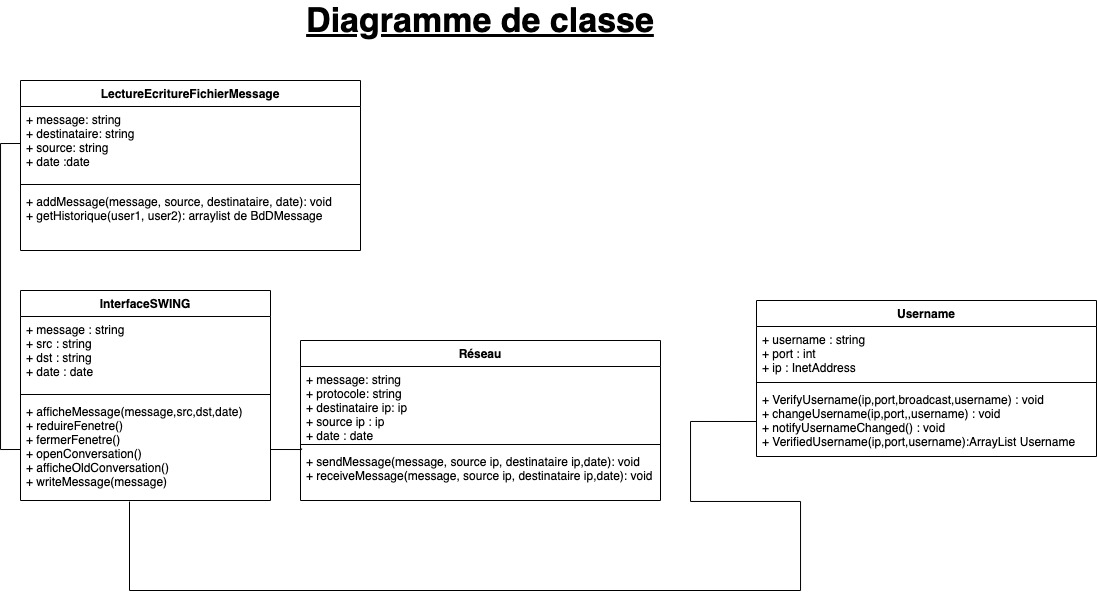 Diagramme de classe
LectureEcritureFichierMessage
+ message: string
+ destinataire: string
+ source: string
+ date :date
+ addMessage(message, source, destinataire, date): void
+ getHistorique(user1, user2): arraylist de BdDMessage
InterfaceSWING
+ message : string
+ src : string
+ dst : string
+ date : date
+ afficheMessage(message,src,dst,date)
+ reduireFenetre()
+ fermerFenetre()
+ openConversation()
+ afficheOldConversation()
+ writeMessage(message)
Réseau
+ message: string
+ protocole: string
+ destinataire ip: ip
+ source ip : ip
+ date : date
+ sendMessage(message, source ip, destinataire ip,date): void
+ receiveMessage(message, source ip, destinataire ip,date): void
Username
+ username : string
+ port : int
+ ip : InetAddress
+ VerifyUsername(ip,port,broadcast,username) : void
+ changeUsername(ip,port,,username) : void
+ notifyUsernameChanged() : void
+ VerifiedUsername(ip,port,username):ArrayList Username